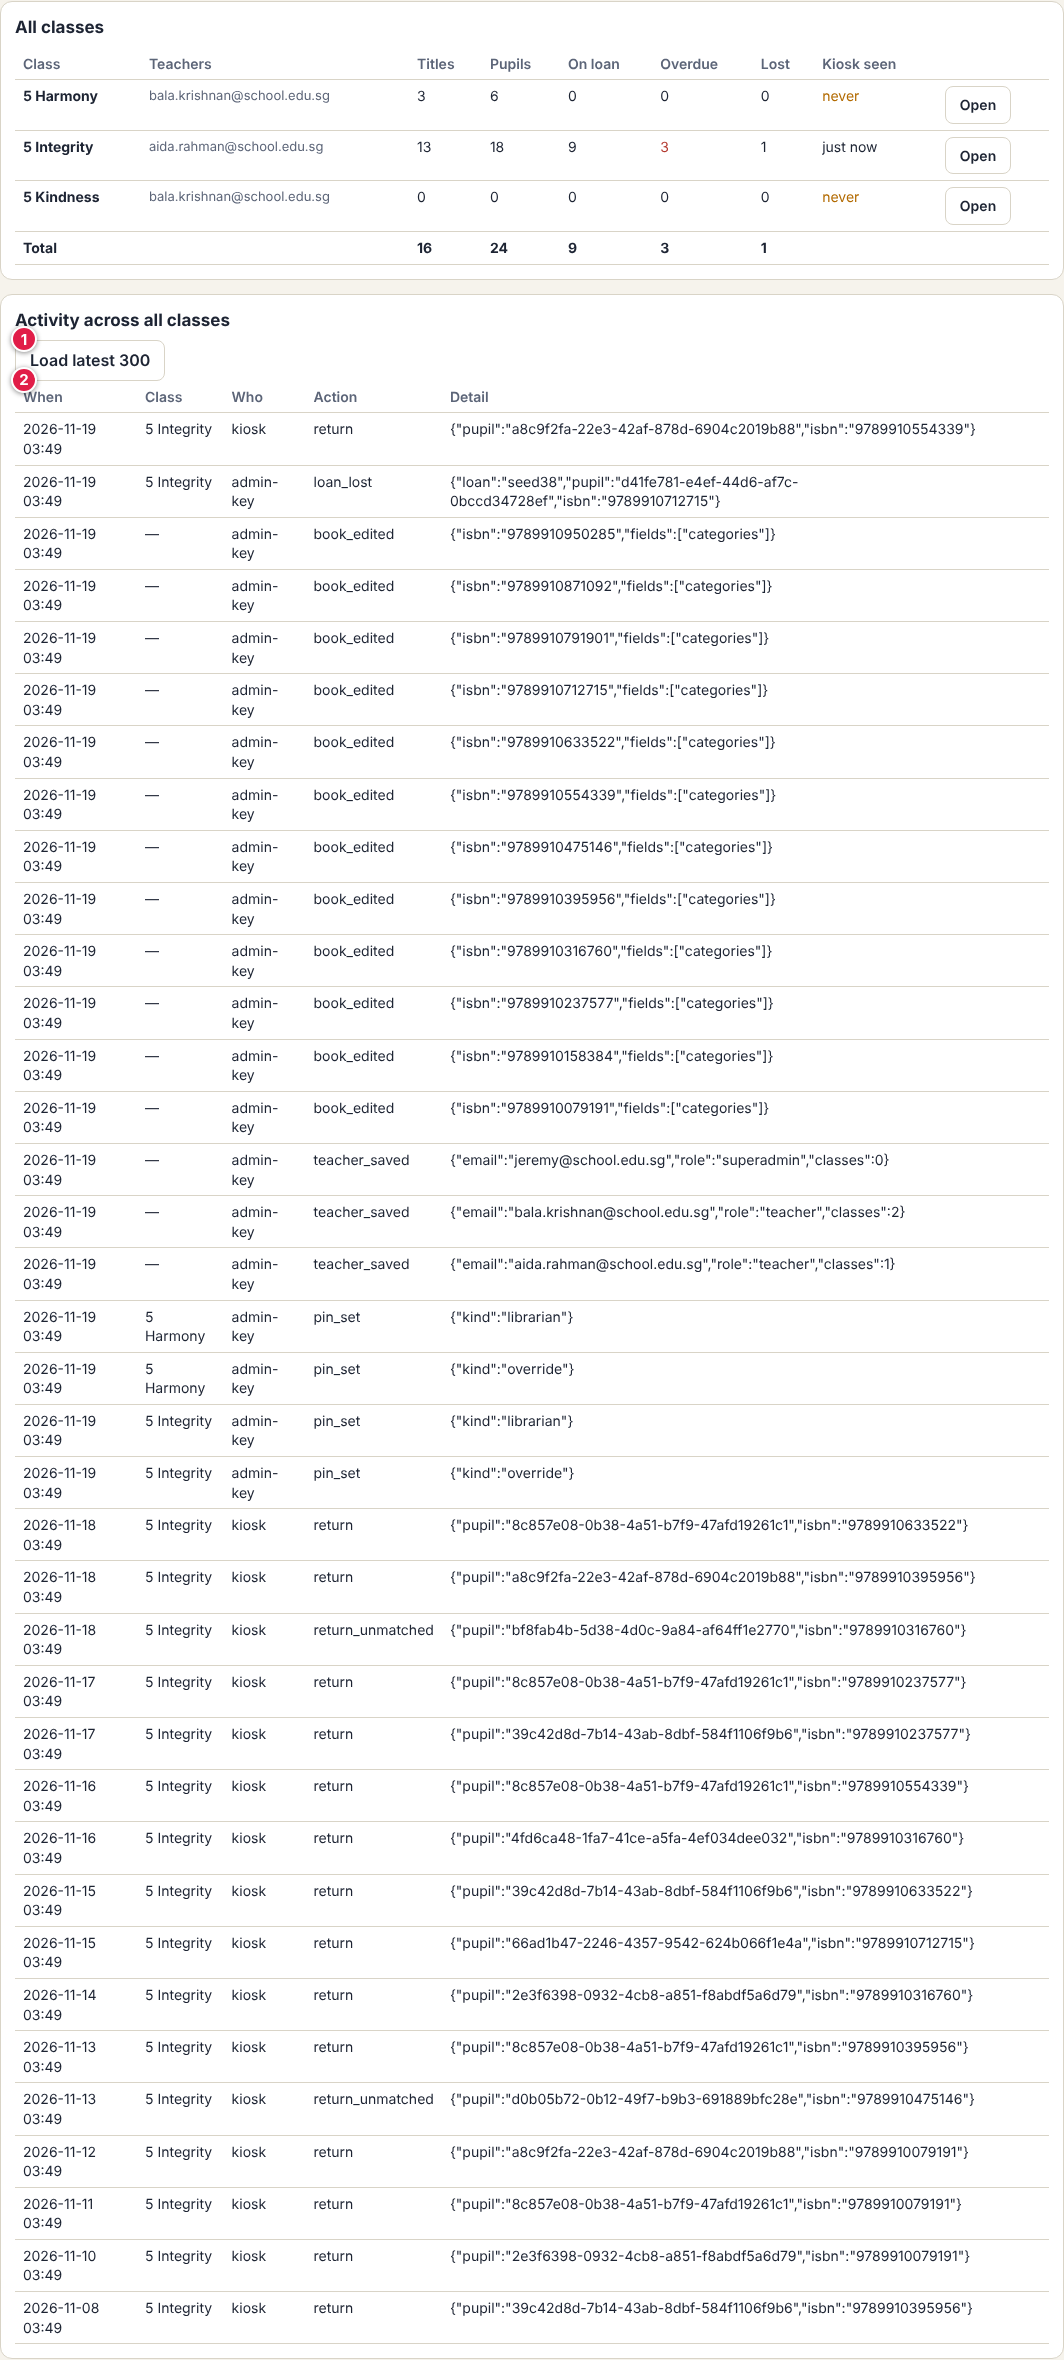 All classes
Class Teachers Titles Pupils On loan Overdue Lost Kiosk seen
5 Harmony bala.krishnan@school.edu.sg 3 6 0 0 0 never Open
5 Integrity aida.rahman@school.edu.sg 13 18 9 3 1 just now Open
5 Kindness bala.krishnan@school.edu.sg 0 0 0 0 0 never Open
Total 16 24 9 3 1
Activity across all classes
1
Load latest 300
2
When Class Who Action Detail
2026-11-19 5 Integrity kiosk return {"pupil":"a8c9f2fa-22e3-42af-878d-6904c2019b88","isbn":"9789910554339"}
03:49
2026-11-19 5 Integrity admin- loan_lost {"loan":"seed38","pupil":"d41fe781-e4ef-44d6-af7c-
03:49 key 0bccd34728ef","isbn":"9789910712715"}
2026-11-19 — admin- book_edited {"isbn":"9789910950285","fields":["categories"]}
03:49 key
2026-11-19 — admin- book_edited {"isbn":"9789910871092","fields":["categories"]}
03:49 key
2026-11-19 — admin- book_edited {"isbn":"9789910791901","fields":["categories"]}
03:49 key
2026-11-19 — admin- book_edited {"isbn":"9789910712715","fields":["categories"]}
03:49 key
2026-11-19 — admin- book_edited {"isbn":"9789910633522","fields":["categories"]}
03:49 key
2026-11-19 — admin- book_edited {"isbn":"9789910554339","fields":["categories"]}
03:49 key
2026-11-19 — admin- book_edited {"isbn":"9789910475146","fields":["categories"]}
03:49 key
2026-11-19 — admin- book_edited {"isbn":"9789910395956","fields":["categories"]}
03:49 key
2026-11-19 — admin- book_edited {"isbn":"9789910316760","fields":["categories"]}
03:49 key
2026-11-19 — admin- book_edited {"isbn":"9789910237577","fields":["categories"]}
03:49 key
2026-11-19 — admin- book_edited {"isbn":"9789910158384","fields":["categories"]}
03:49 key
2026-11-19 — admin- book_edited {"isbn":"9789910079191","fields":["categories"]}
03:49 key
2026-11-19 — admin- teacher_saved {"email":"jeremy@school.edu.sg","role":"superadmin","classes":0}
03:49 key
2026-11-19 — admin- teacher_saved {"email":"bala.krishnan@school.edu.sg","role":"teacher","classes":2}
03:49 key
2026-11-19 — admin- teacher_saved {"email":"aida.rahman@school.edu.sg","role":"teacher","classes":1}
03:49 key
2026-11-19 5 admin- pin_set {"kind":"librarian"}
03:49 Harmony key
2026-11-19 5 admin- pin_set {"kind":"override"}
03:49 Harmony key
2026-11-19 5 Integrity admin- pin_set {"kind":"librarian"}
03:49 key
2026-11-19 5 Integrity admin- pin_set {"kind":"override"}
03:49 key
2026-11-18 5 Integrity kiosk return {"pupil":"8c857e08-0b38-4a51-b7f9-47afd19261c1","isbn":"9789910633522"}
03:49
2026-11-18 5 Integrity kiosk return {"pupil":"a8c9f2fa-22e3-42af-878d-6904c2019b88","isbn":"9789910395956"}
03:49
2026-11-18 5 Integrity kiosk return_unmatched {"pupil":"bf8fab4b-5d38-4d0c-9a84-af64ff1e2770","isbn":"9789910316760"}
03:49
2026-11-17 5 Integrity kiosk return {"pupil":"8c857e08-0b38-4a51-b7f9-47afd19261c1","isbn":"9789910237577"}
03:49
2026-11-17 5 Integrity kiosk return {"pupil":"39c42d8d-7b14-43ab-8dbf-584f1106f9b6","isbn":"9789910237577"}
03:49
2026-11-16 5 Integrity kiosk return {"pupil":"8c857e08-0b38-4a51-b7f9-47afd19261c1","isbn":"9789910554339"}
03:49
2026-11-16 5 Integrity kiosk return {"pupil":"4fd6ca48-1fa7-41ce-a5fa-4ef034dee032","isbn":"9789910316760"}
03:49
2026-11-15 5 Integrity kiosk return {"pupil":"39c42d8d-7b14-43ab-8dbf-584f1106f9b6","isbn":"9789910633522"}
03:49
2026-11-15 5 Integrity kiosk return {"pupil":"66ad1b47-2246-4357-9542-624b066f1e4a","isbn":"9789910712715"}
03:49
2026-11-14 5 Integrity kiosk return {"pupil":"2e3f6398-0932-4cb8-a851-f8abdf5a6d79","isbn":"9789910316760"}
03:49
2026-11-13 5 Integrity kiosk return {"pupil":"8c857e08-0b38-4a51-b7f9-47afd19261c1","isbn":"9789910395956"}
03:49
2026-11-13 5 Integrity kiosk return_unmatched {"pupil":"d0b05b72-0b12-49f7-b9b3-691889bfc28e","isbn":"9789910475146"}
03:49
2026-11-12 5 Integrity kiosk return {"pupil":"a8c9f2fa-22e3-42af-878d-6904c2019b88","isbn":"9789910079191"}
03:49
2026-11-11 5 Integrity kiosk return {"pupil":"8c857e08-0b38-4a51-b7f9-47afd19261c1","isbn":"9789910079191"}
03:49
2026-11-10 5 Integrity kiosk return {"pupil":"2e3f6398-0932-4cb8-a851-f8abdf5a6d79","isbn":"9789910079191"}
03:49
2026-11-08 5 Integrity kiosk return {"pupil":"39c42d8d-7b14-43ab-8dbf-584f1106f9b6","isbn":"9789910395956"}
03:49